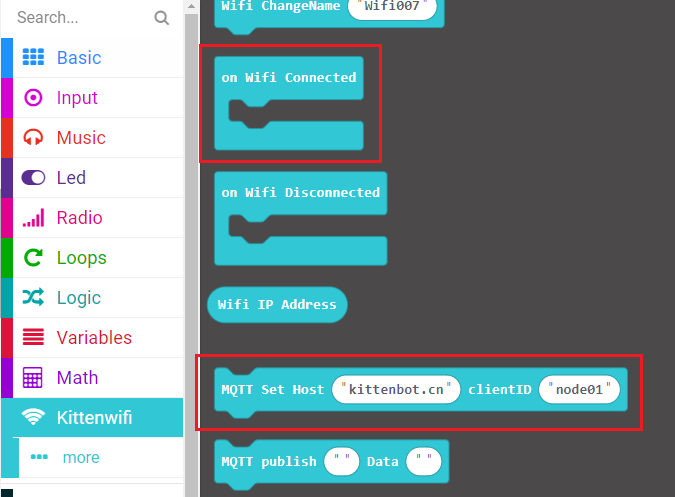 Search...
Basic
Input
Music
Led
Radio
Loops
Logic
Variables
Math
Kittenwifi
more
Wifi ChangeName "Wifi007"
on Wifi Connected
on Wifi Disconnected
Wifi IP Address
MQTT Set Host "kittenbot.cn" clientID "node01"
MQTT publish " " Data " "